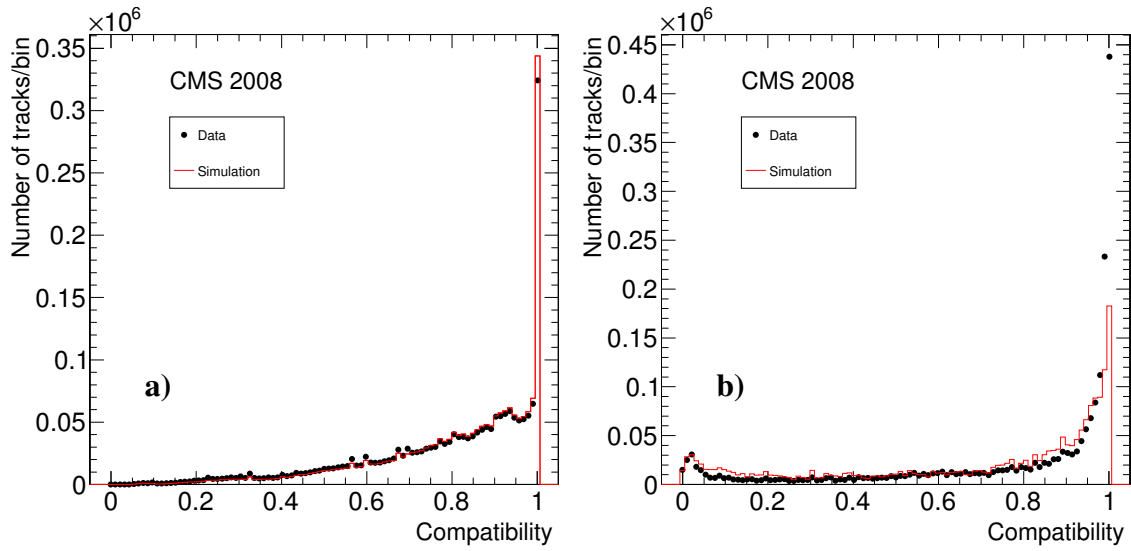 ×10^6
Number of tracks/bin
0.35
0.3
0.25
0.2
0.15
0.1
0.05
0
CMS 2008
Data
Simulation
a)
0 0.2 0.4 0.6 0.8 1
Compatibility
×10^6
Number of tracks/bin
0.45
0.4
0.35
0.3
0.25
0.2
0.15
0.1
0.05
0
CMS 2008
Data
Simulation
b)
0 0.2 0.4 0.6 0.8 1
Compatibility